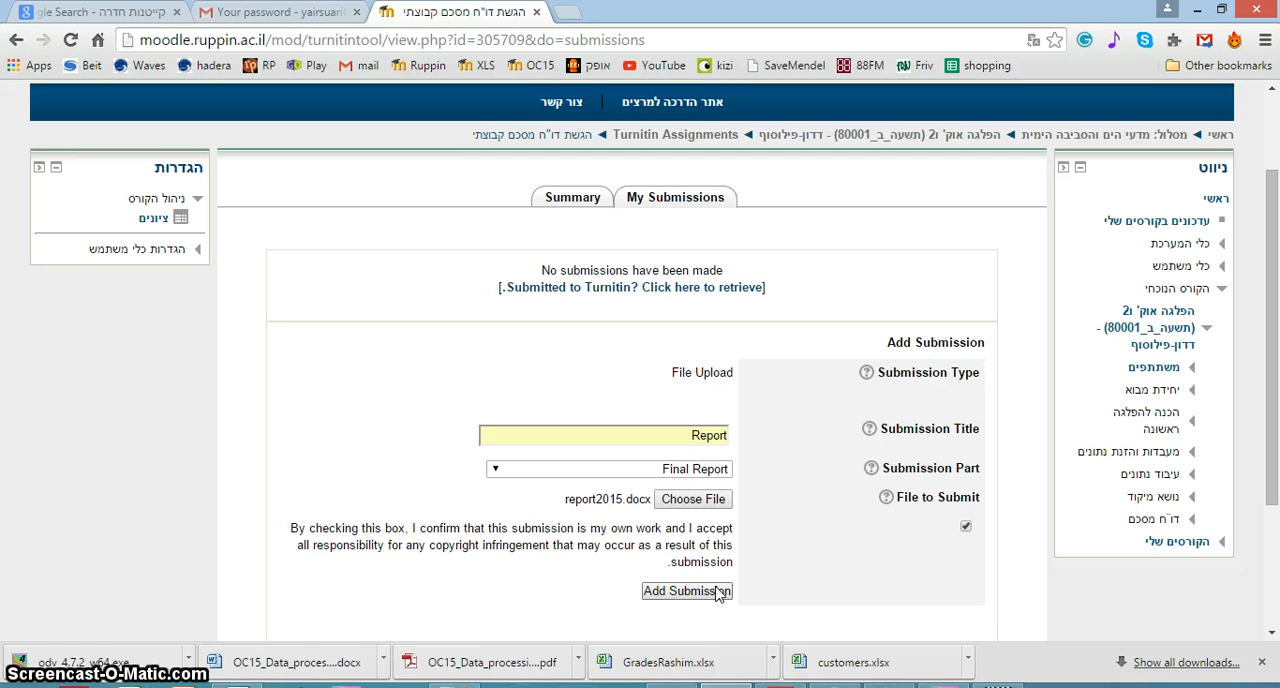 gle Search - קייטנות חדרה
Your password - yairsuari
הגשת דו"ח מסכם קבוצתי
moodle.ruppin.ac.il/mod/turnitintool/view.php?id=305709&do=submissions
Apps Beit Waves hadera RP Play mail Ruppin XLS OC15 אופק YouTube kizi SaveMendel 88FM Friv shopping Other bookmarks
אתר הדרכה למרצים | צור קשר
ראשי ◄ מסלול: מדעי הים והסביבה הימית ◄ הפלגה אוק' 1ו2 (תשעה_ב_80001) - דדון-פילוסוף ◄ Turnitin Assignments ◄ הגשת דו"ח מסכם קבוצתי
ניווט
ראשי
עדכונים בקורסים שלי
כלי המערכת
כלי משתמש
הקורס הנוכחי
הפלגה אוק' 1ו2
(תשעה_ב_80001) -
דדון-פילוסוף
משתתפים
יחידת מבוא
הכנה להפלגה
ראשונה
מעבדות והזנת נתונים
עיבוד נתונים
נושא מיקוד
דו"ח מסכם
הקורסים שלי
הגדרות
ניהול הקורס
ציונים
הגדרות כלי משתמש
Summary
My Submissions
No submissions have been made
[.Submitted to Turnitin? Click here to retrieve]
Add Submission
Submission Type
File Upload
Submission Title
Report
Submission Part
Final Report
File to Submit
Choose File report2015.docx
By checking this box, I confirm that this submission is my own work and I accept
all responsibility for any copyright infringement that may occur as a result of this
.submission
Add Submission
odv_4.7.2_w64.exe
OC15_Data_proces....docx
OC15_Data_processi....pdf
GradesRashim.xlsx
customers.xlsx
Show all downloads...
Screencast-O-Matic.com